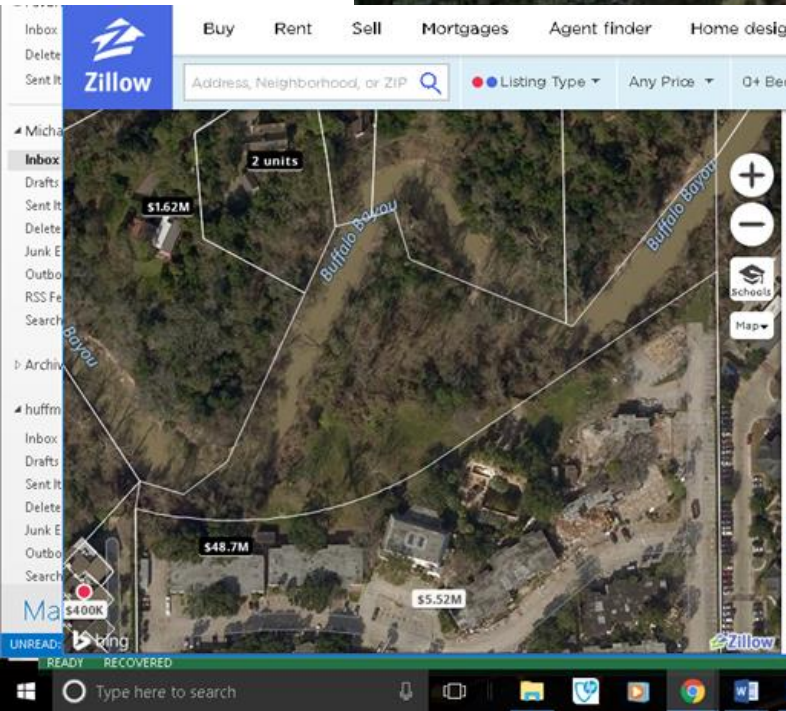 Inbox
Delete
Sent It
Micha
Inbox
Drafts
Sent It
Delete
Junk E
Outbo
RSS Fe
Search
Archiv
huffm
Inbox
Drafts
Sent It
Delete
Junk E
Outbo
Search
Ma
UNREAD:
READY RECOVERED
Zillow
Buy Rent Sell Mortgages Agent finder Home desig
Address, Neighborhood, or ZIP Listing Type Any Price 0+ Be
2 units
$1.62M
Buffalo Bayou
Buffalo Bayou
Bayou
Schools
Map
$48.7M
$5.52M
$400K
bing
Zillow
Type here to search